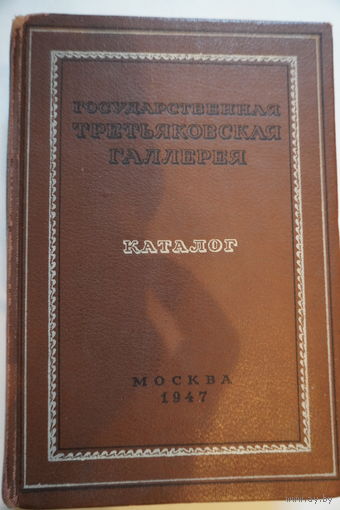 ГОСУДАРСТВЕННАЯ
ТРЕТЬЯКОВСКАЯ
ГАЛЛЕРЕЯ
КАТАЛОГ
МОСКВА
1947